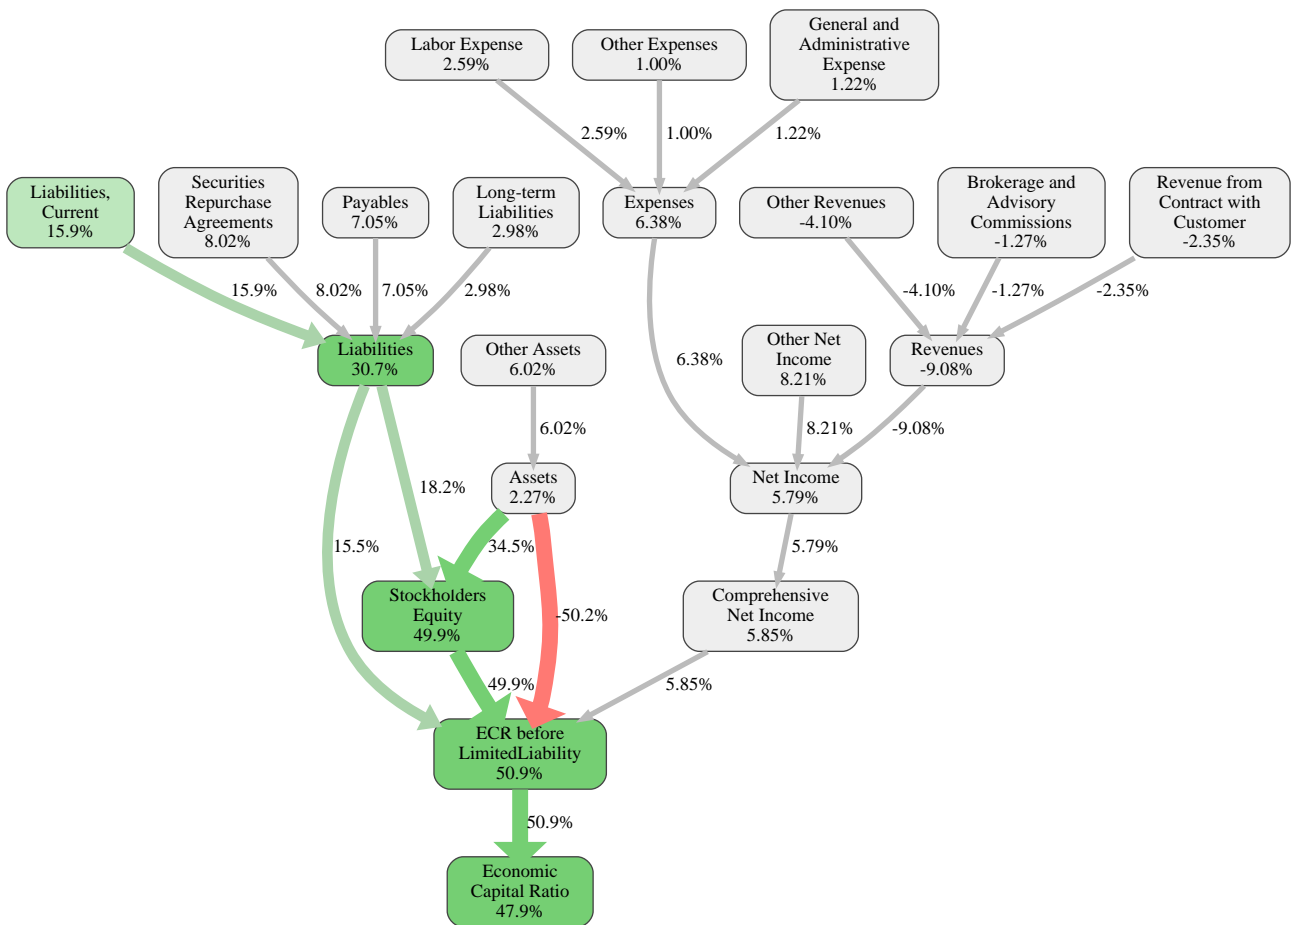 General and
Administrative
Expense
1.22%
Labor Expense
2.59%
Other Expenses
1.00%
2.59%
1.00%
1.22%
Liabilities,
Current
15.9%
Securities
Repurchase
Agreements
8.02%
Payables
7.05%
Long-term
Liabilities
2.98%
Expenses
6.38%
Other Revenues
-4.10%
Brokerage and
Advisory
Commissions
-1.27%
Revenue from
Contract with
Customer
-2.35%
15.9%
8.02%
7.05%
2.98%
-4.10%
-1.27%
-2.35%
Liabilities
30.7%
Other Assets
6.02%
6.38%
Other Net
Income
8.21%
Revenues
-9.08%
6.02%
8.21%
-9.08%
18.2%
Assets
2.27%
Net Income
5.79%
15.5%
34.5%
5.79%
Stockholders
Equity
49.9%
-50.2%
Comprehensive
Net Income
5.85%
49.9%
5.85%
ECR before
LimitedLiability
50.9%
50.9%
Economic
Capital Ratio
47.9%